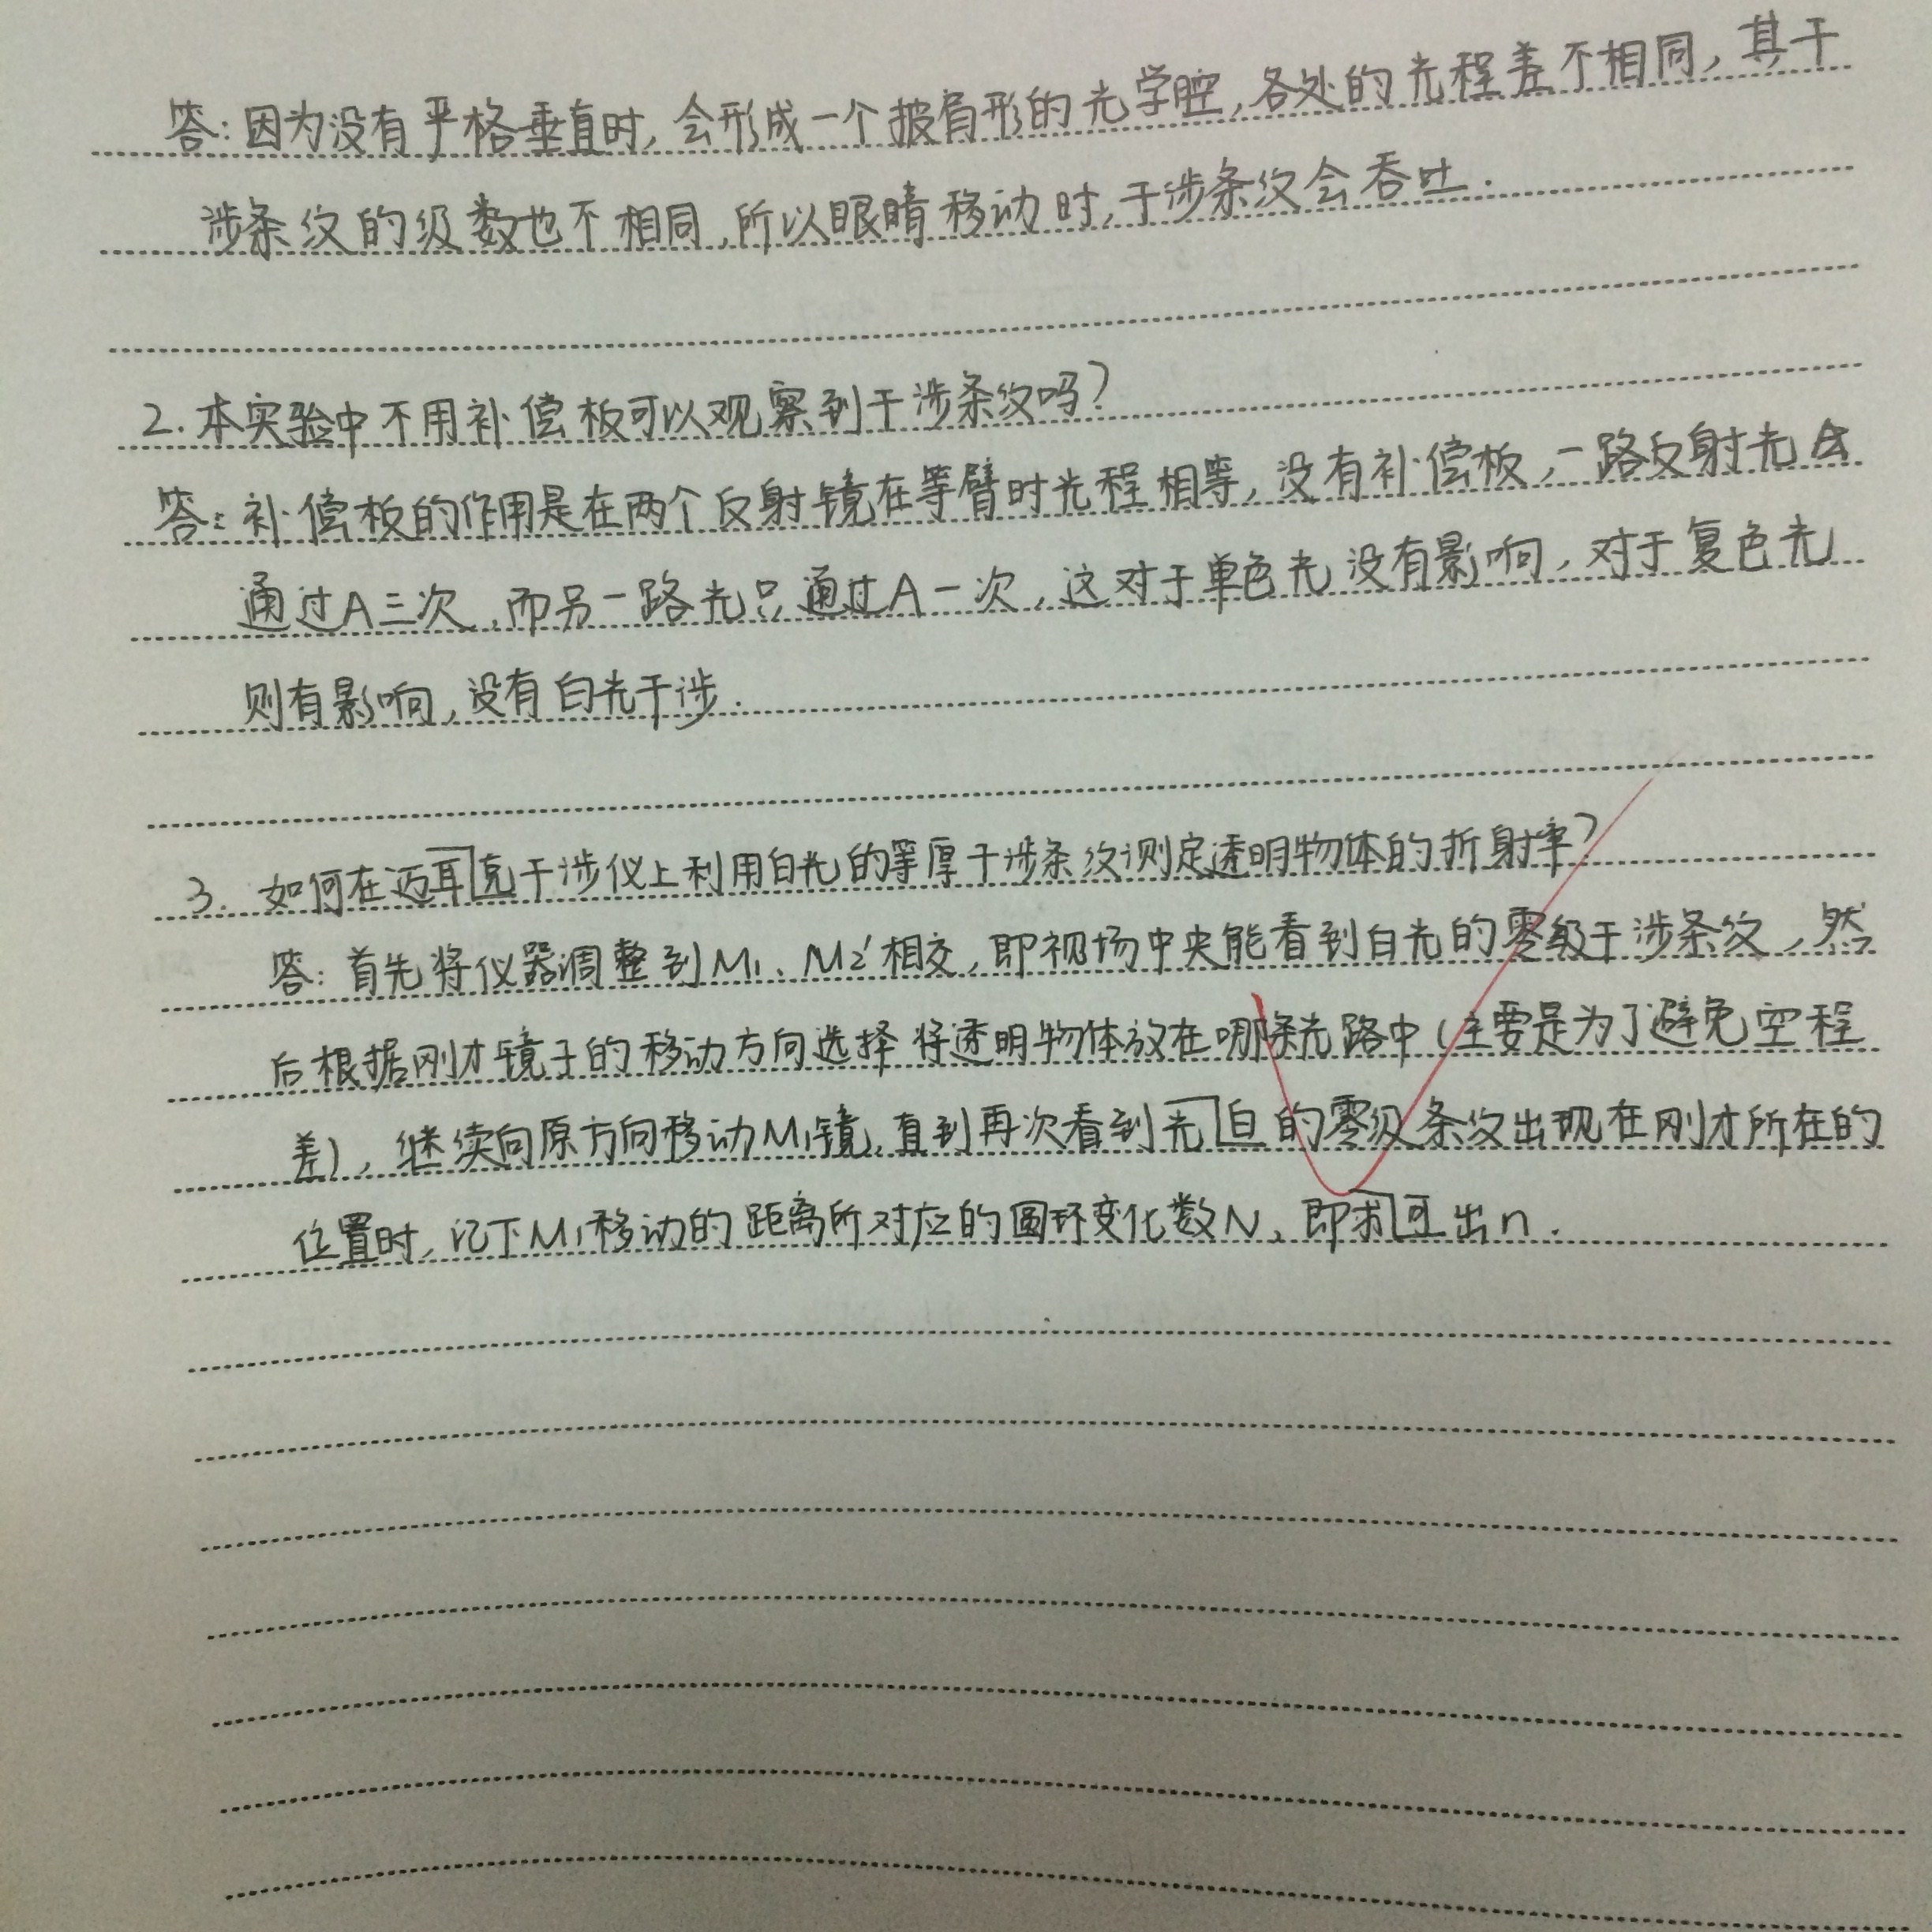 答:因为没有严格垂直时,会形成一个披肩形的光学腔,各处的光程差不相同,其干
涉条纹的级数也不相同,所以眼睛移动时,干涉条纹会吞吐.
2.本实验中不用补偿板可以观察到干涉条纹吗?
答:补偿板的作用是在两个反射镜在等臂时光程相等,没有补偿板,一路反射光会
通过A三次,而另一路光只通过A一次,这对于单色光没有影响,对于复色光
则有影响,没有白光干涉.
3. 如何在迈耳克干涉仪上利用白光的等厚干涉条纹测定透明物体的折射率?
答:首先将仪器调整到M₁、M₂′相交,即视场中央能看到白光的零级干涉条纹,然
后根据刚才镜子的移动方向选择将透明物体放在哪条光路中(主要是为了避免空程
差),继续向原方向移动M₁镜,直到再次看到光白的零级条纹出现在刚才所在的
位置时,记下M₁移动的距离所对应的圆环变化数N、即求可出n.